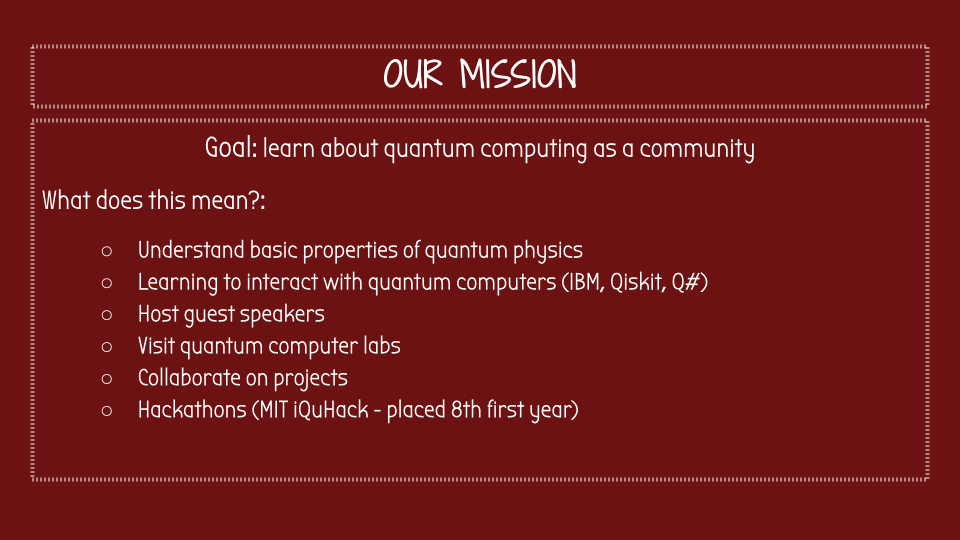 OUR MISSION
Goal: learn about quantum computing as a community
What does this mean?:
○ Understand basic properties of quantum physics
○ Learning to interact with quantum computers (IBM, Qiskit, Q#)
○ Host guest speakers
○ Visit quantum computer labs
○ Collaborate on projects
○ Hackathons (MIT iQuHack - placed 8th first year)